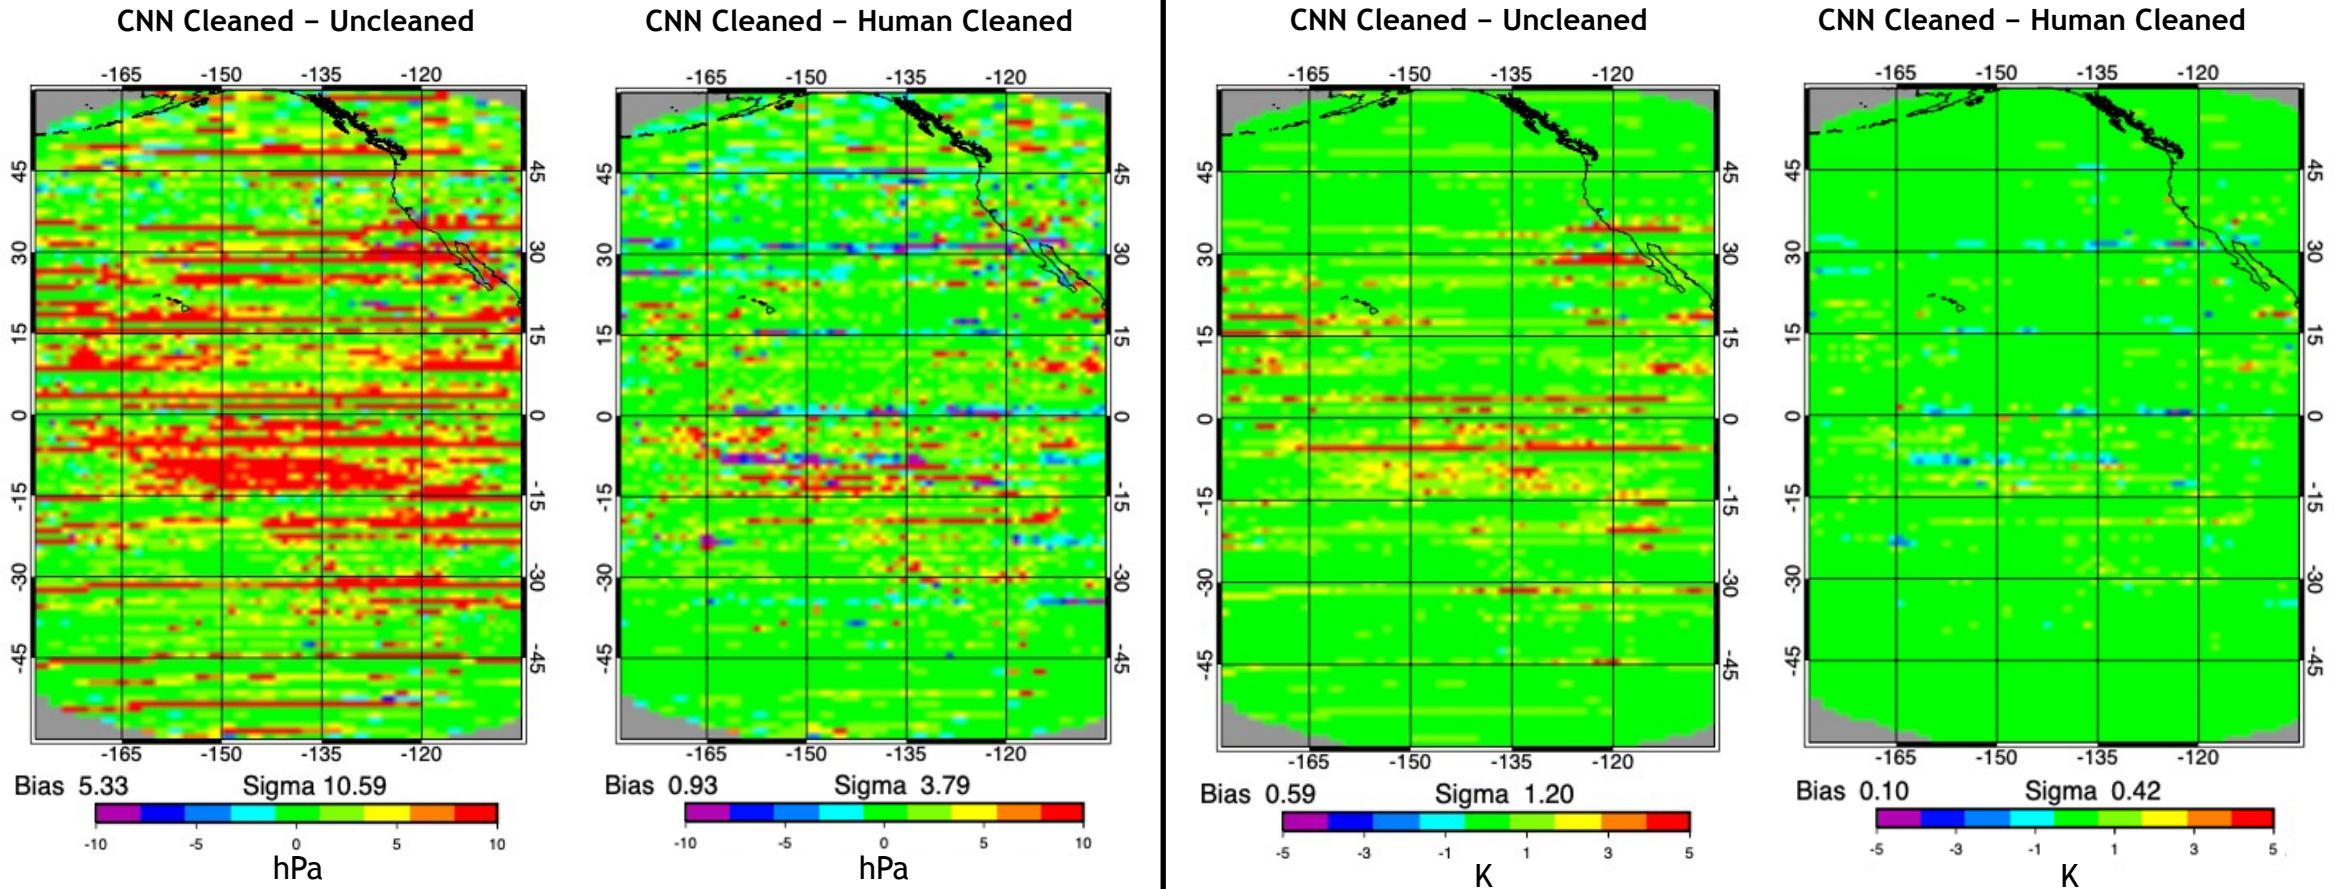 CNN Cleaned – Uncleaned
-165 -150 -135 -120
45 45
30 30
15 15
0 0
-15 -15
-30 -30
-45 -45
-165 -150 -135 -120
Bias 5.33 Sigma 10.59
-10 -5 0 5 10
hPa
CNN Cleaned – Human Cleaned
-165 -150 -135 -120
45 45
30 30
15 15
0 0
-15 -15
-30 -30
-45 -45
-165 -150 -135 -120
Bias 0.93 Sigma 3.79
-10 -5 0 5 10
hPa
CNN Cleaned – Uncleaned
-165 -150 -135 -120
45 45
30 30
15 15
0 0
-15 -15
-30 -30
-45 -45
-165 -150 -135 -120
Bias 0.59 Sigma 1.20
-5 -3 -1 1 3 5
K
CNN Cleaned – Human Cleaned
-165 -150 -135 -120
45 45
30 30
15 15
0 0
-15 -15
-30 -30
-45 -45
-165 -150 -135 -120
Bias 0.10 Sigma 0.42
-5 -3 -1 1 3 5
K